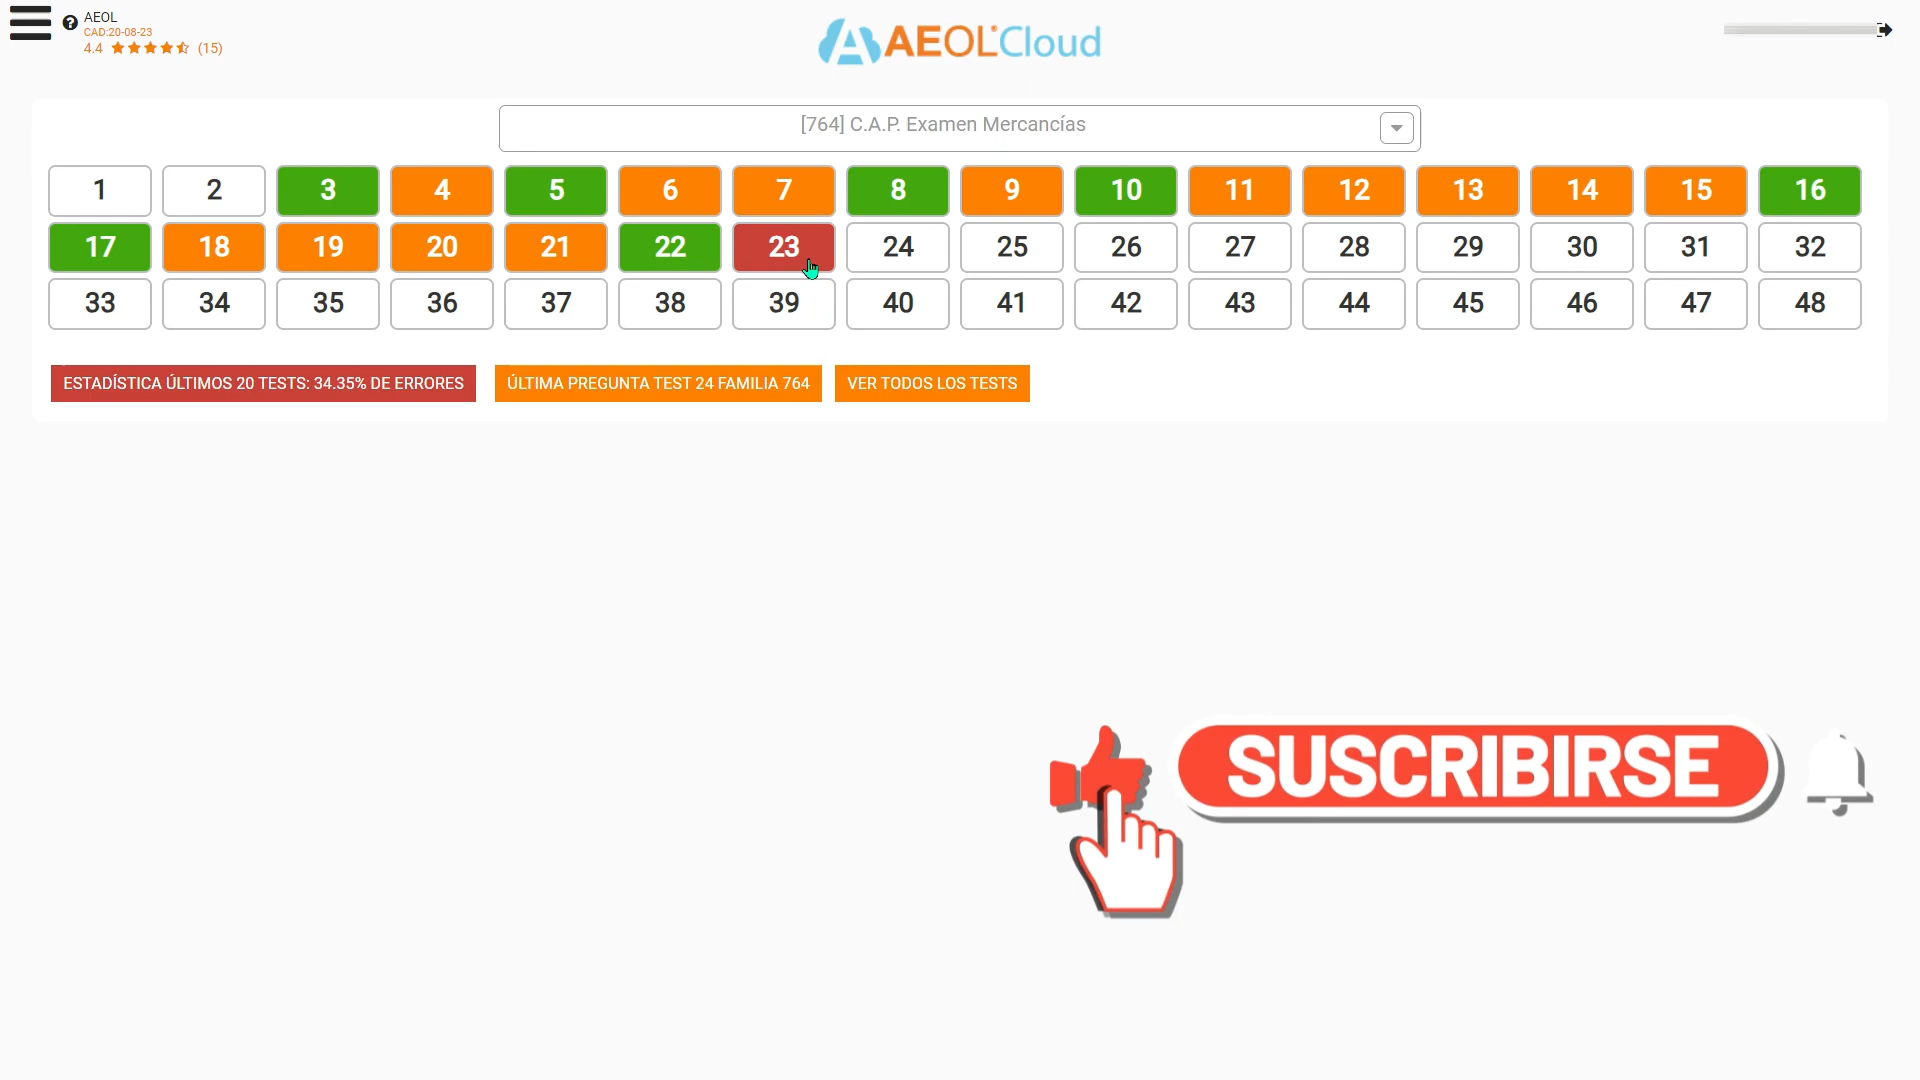 AEOL
CAD:20-08-23
4.4 (15)
AEOL Cloud
[764] C.A.P. Examen Mercancías
1 2 3 4 5 6 7 8 9 10 11 12 13 14 15 16
17 18 19 20 21 22 23 24 25 26 27 28 29 30 31 32
33 34 35 36 37 38 39 40 41 42 43 44 45 46 47 48
ESTADÍSTICA ÚLTIMOS 20 TESTS: 34.35% DE ERRORES ÚLTIMA PREGUNTA TEST 24 FAMILIA 764 VER TODOS LOS TESTS
SUSCRIBIRSE